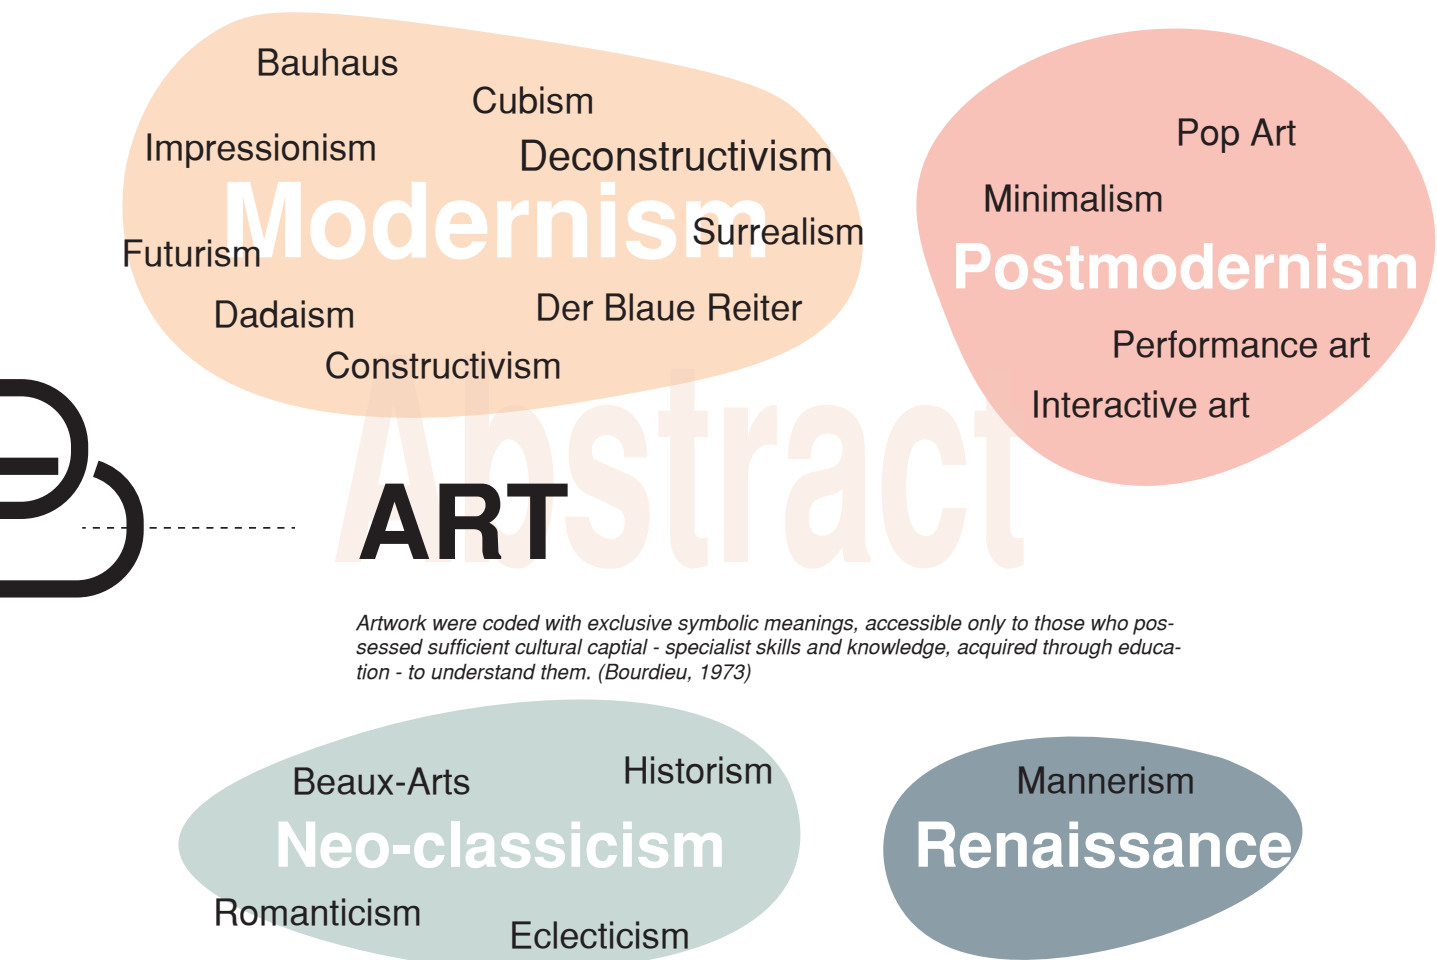 Bauhaus
Cubism
Impressionism
Deconstructivism
Modernism
Surrealism
Futurism
Dadaism
Der Blaue Reiter
Constructivism
Pop Art
Minimalism
Postmodernism
Performance art
Interactive art
Abstract
ART
Artwork were coded with exclusive symbolic meanings, accessible only to those who pos-
sessed sufficient cultural captial - specialist skills and knowledge, acquired through educa-
tion - to understand them. (Bourdieu, 1973)
Beaux-Arts
Historism
Neo-classicism
Romanticism
Eclecticism
Mannerism
Renaissance